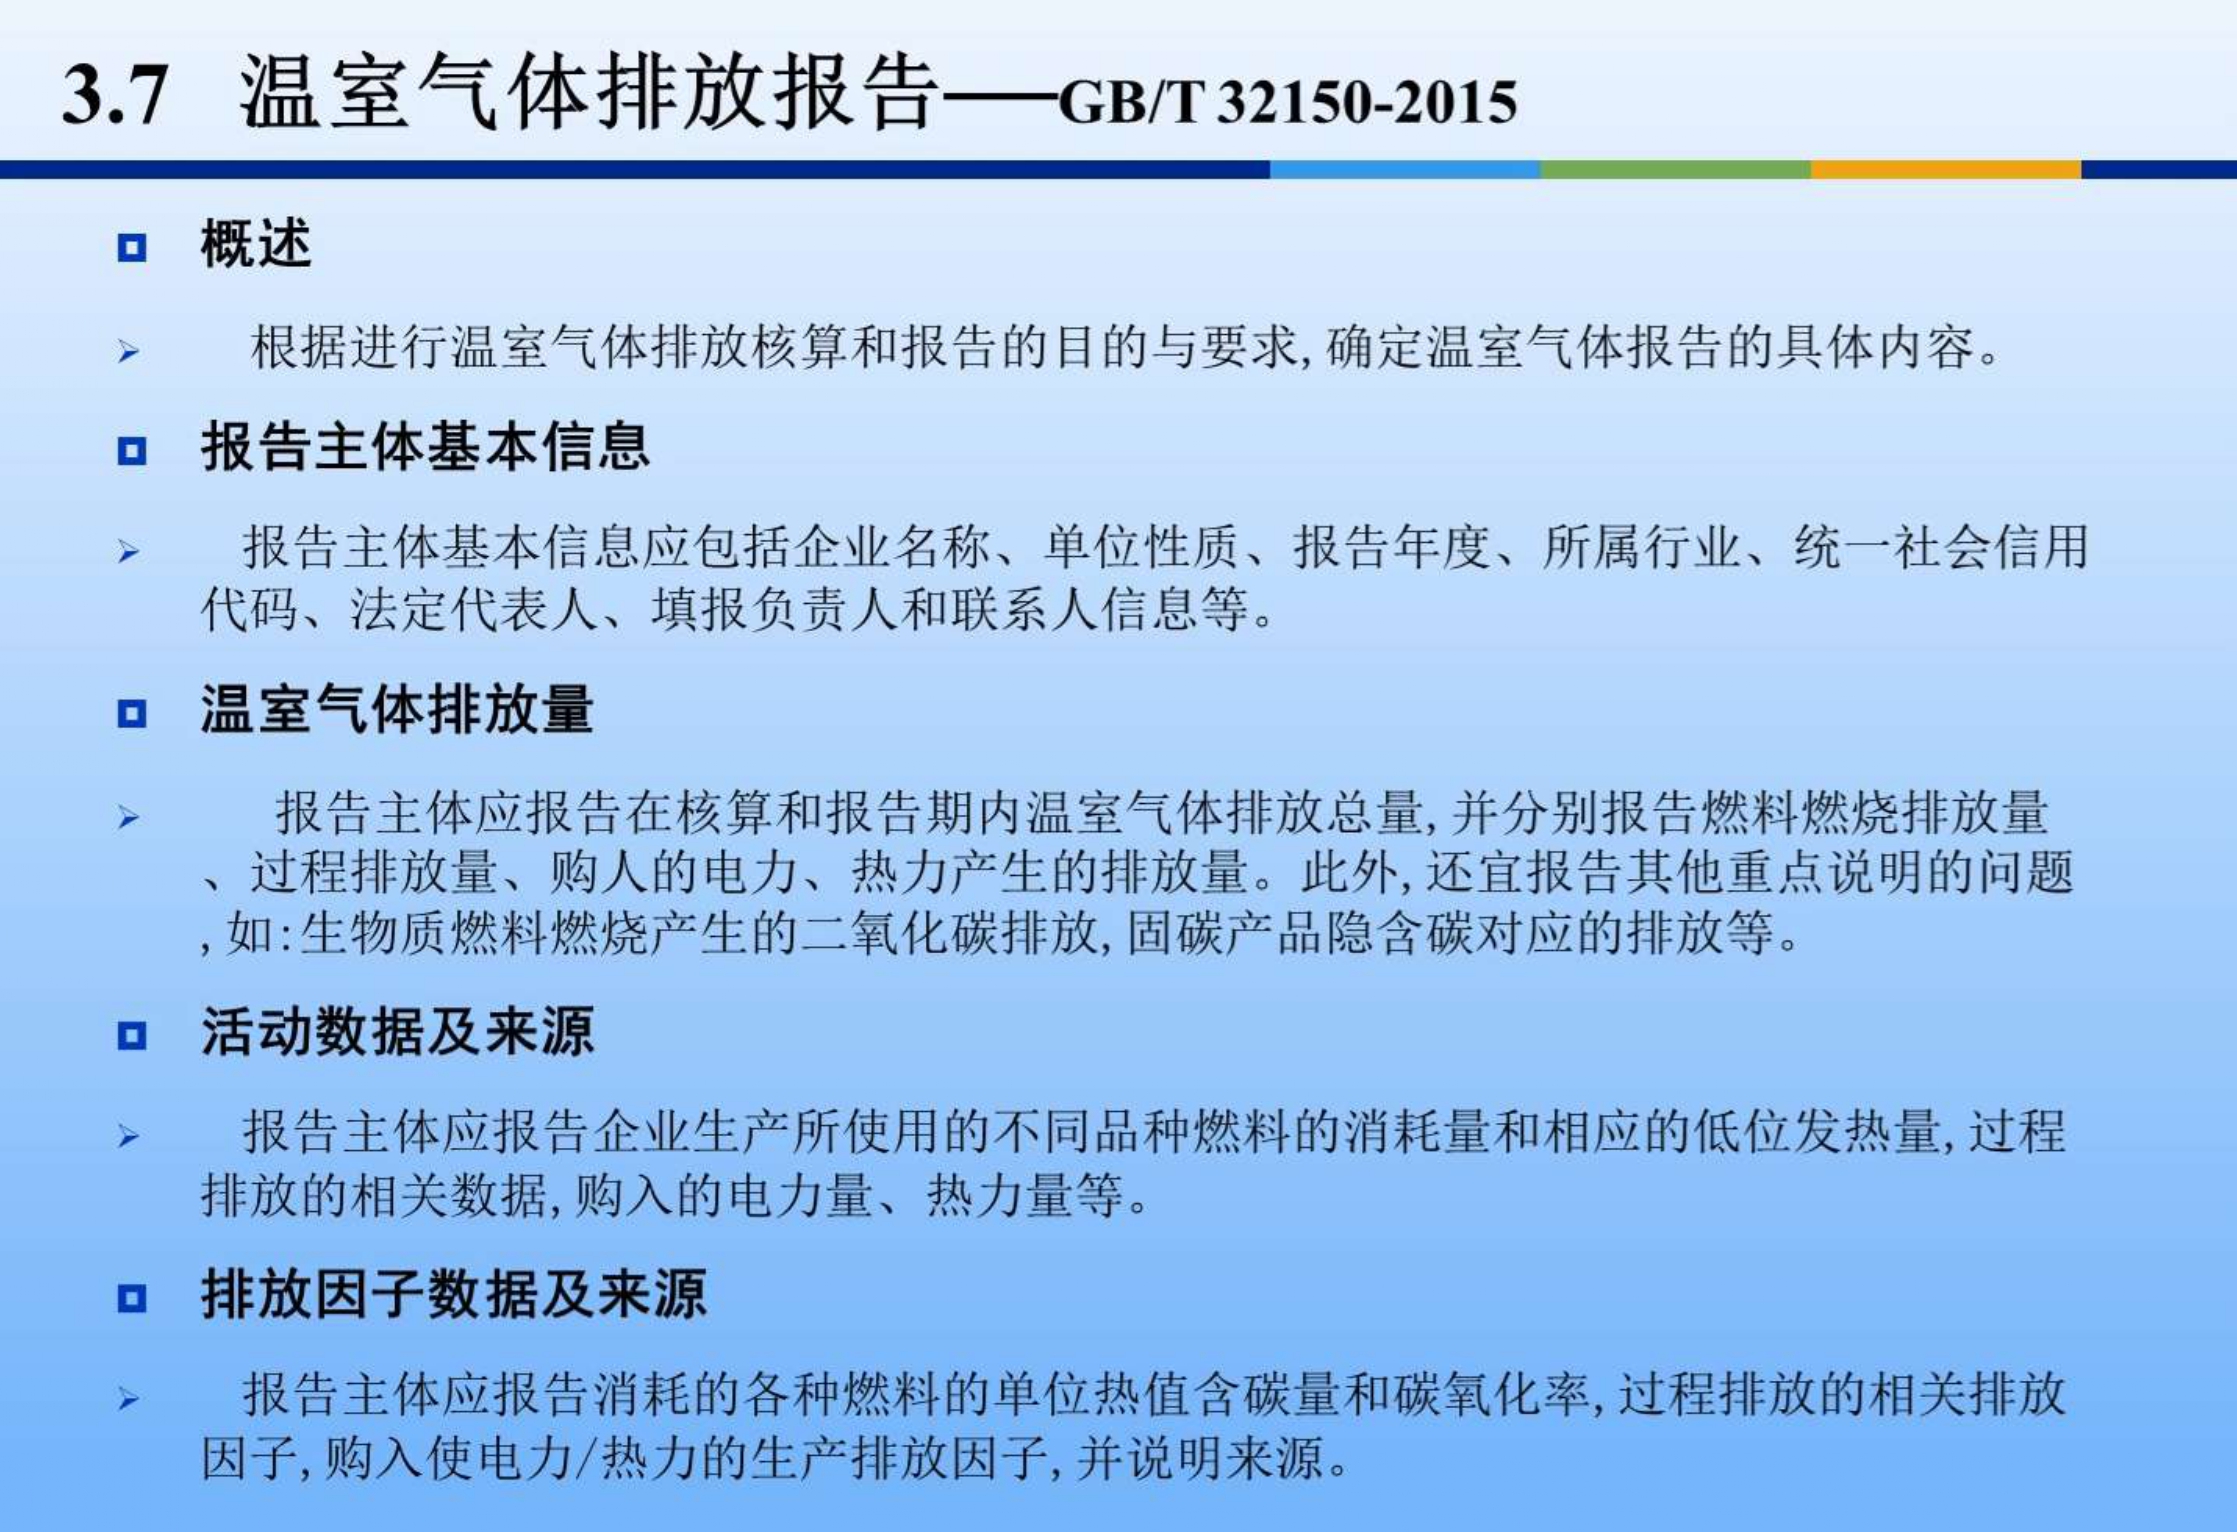 3.7 温室气体排放报告——GB/T 32150-2015
概述
根据进行温室气体排放核算和报告的目的与要求,确定温室气体报告的具体内容。
报告主体基本信息
报告主体基本信息应包括企业名称、单位性质、报告年度、所属行业、统一社会信用
代码、法定代表人、填报负责人和联系人信息等。
温室气体排放量
报告主体应报告在核算和报告期内温室气体排放总量,并分别报告燃料燃烧排放量
、过程排放量、购人的电力、热力产生的排放量。此外,还宜报告其他重点说明的问题
,如:生物质燃料燃烧产生的二氧化碳排放,固碳产品隐含碳对应的排放等。
活动数据及来源
报告主体应报告企业生产所使用的不同品种燃料的消耗量和相应的低位发热量,过程
排放的相关数据,购入的电力量、热力量等。
排放因子数据及来源
报告主体应报告消耗的各种燃料的单位热值含碳量和碳氧化率,过程排放的相关排放
因子,购入使电力/热力的生产排放因子,并说明来源。